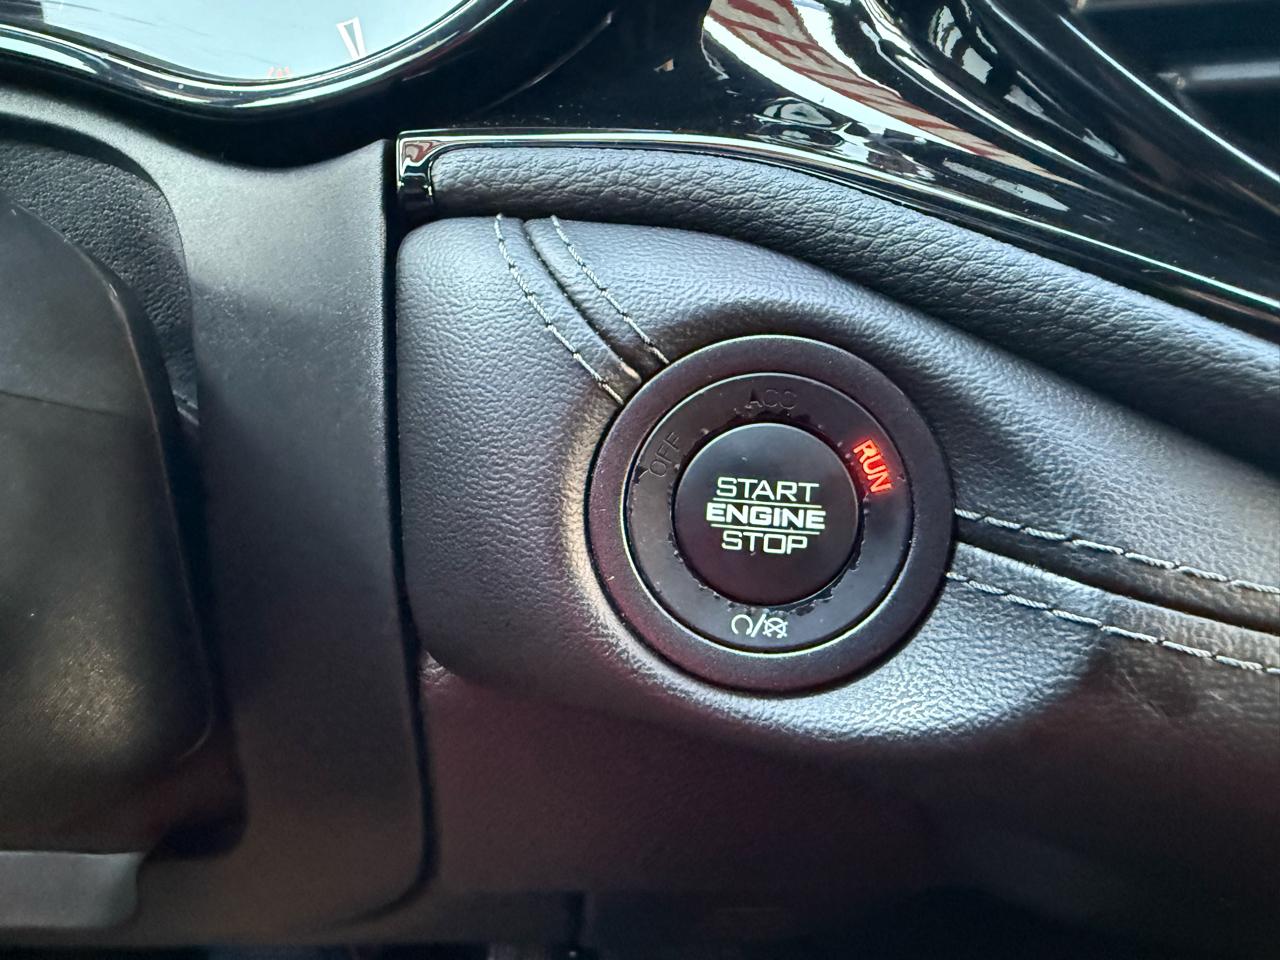 ACC
OFF
RUN
START
ENGINE
STOP